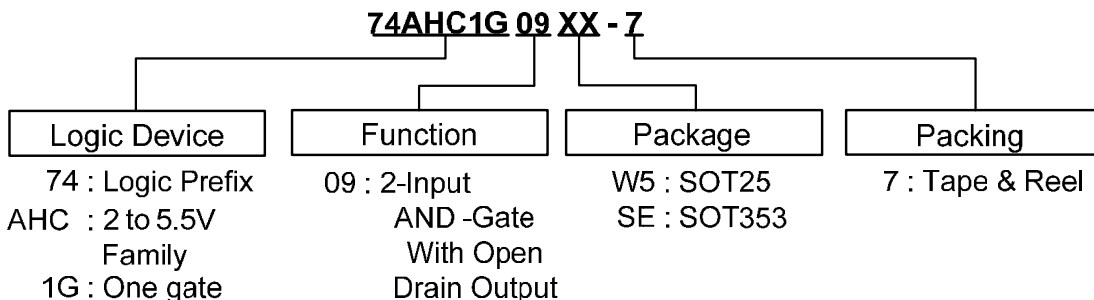 74AHC1G 09 XX - 7
Logic Device
Function
Package
Packing
74 : Logic Prefix
AHC : 2 to 5.5V
Family
1G : One gate
09 : 2-Input
AND -Gate
With Open
Drain Output
W5 : SOT25
SE : SOT353
7 : Tape & Reel